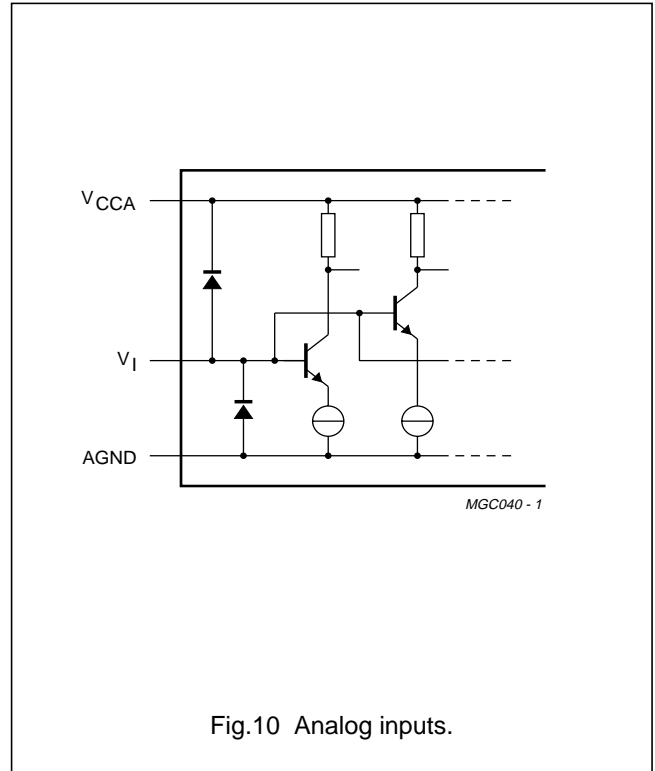 VCCA
VI
AGND
MGC040 - 1
Fig.10 Analog inputs.